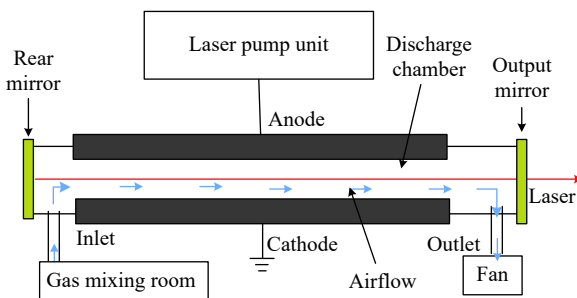 Laser pump unit
Discharge
chamber
Rear
mirror
Output
mirror
Anode
Laser
Inlet
Cathode
Outlet
Gas mixing room
Airflow
Fan